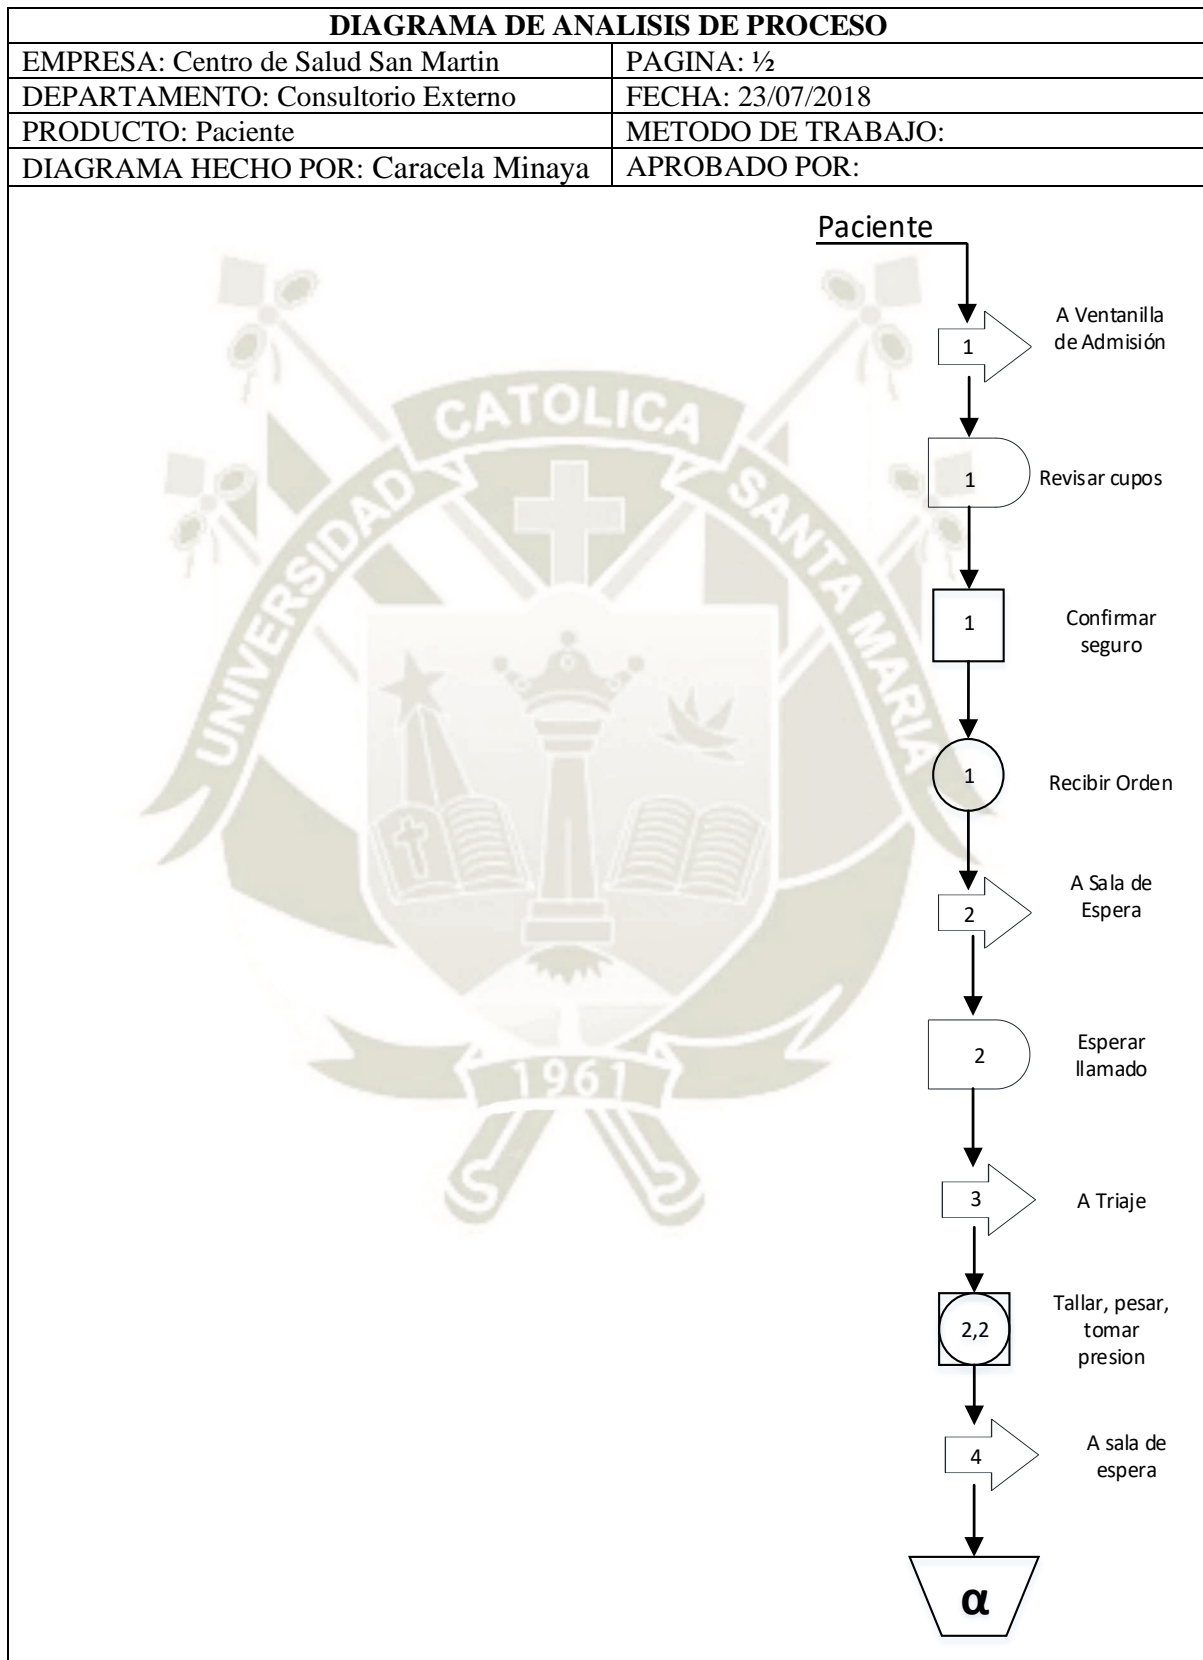 DIAGRAMA DE ANALISIS DE PROCESO
EMPRESA: Centro de Salud San Martin
PAGINA: ½
DEPARTAMENTO: Consultorio Externo
FECHA: 23/07/2018
PRODUCTO: Paciente
METODO DE TRABAJO:
DIAGRAMA HECHO POR: Caracela Minaya
APROBADO POR:
Paciente
1
A Ventanilla
de Admisión
1
Revisar cupos
1
Confirmar
seguro
1
Recibir Orden
2
A Sala de
Espera
2
Esperar
llamado
3
A Triaje
2,2
Tallar, pesar,
tomar
presion
4
A sala de
espera
α
UNIVERSIDAD
CATOLICA
SANTA MARIA
1961